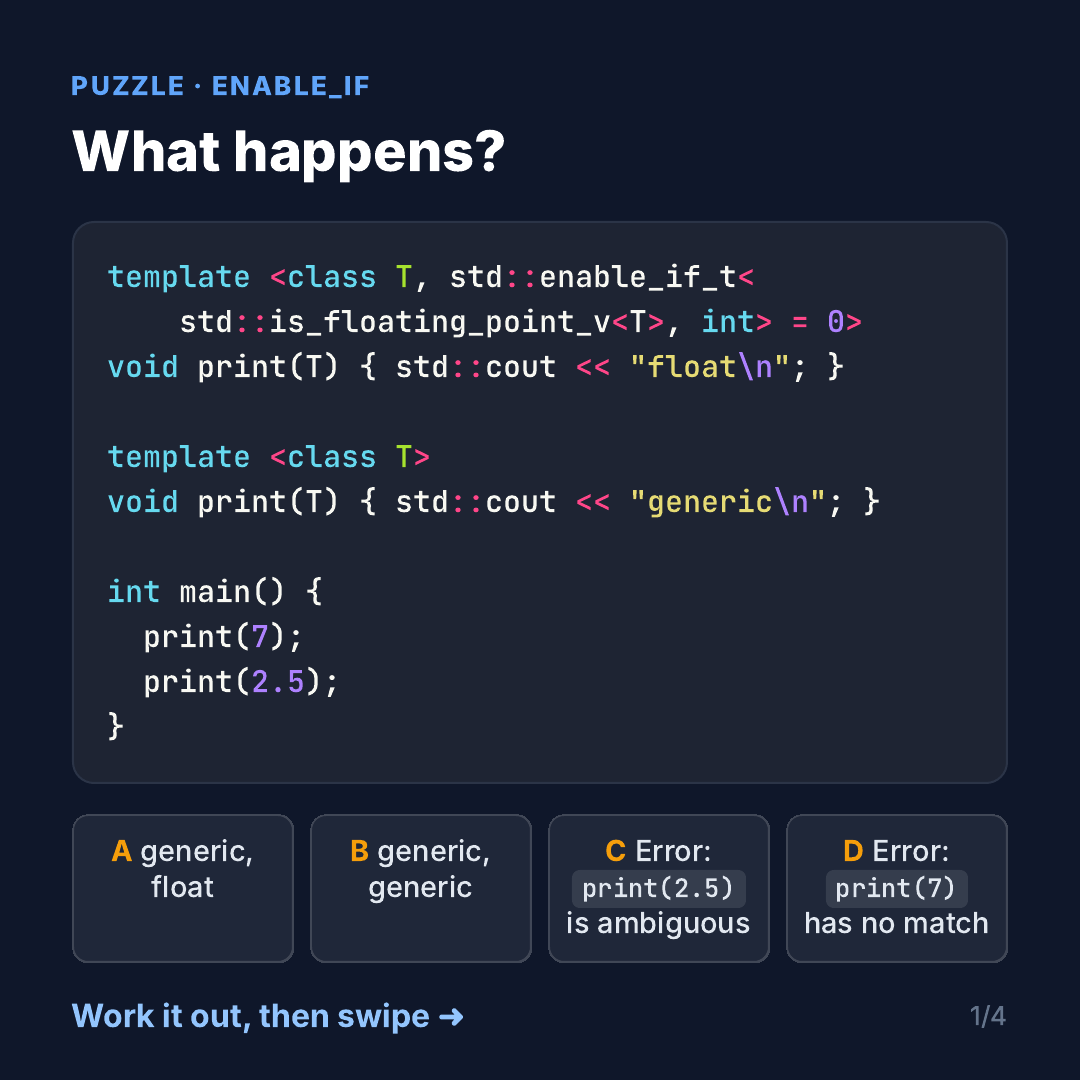 PUZZLE · ENABLE_IF
What happens?
template <class T, std::enable_if_t<
    std::is_floating_point_v<T>, int> = 0>
void print(T) { std::cout << "float\n"; }
template <class T>
void print(T) { std::cout << "generic\n"; }
int main() {
  print(7);
  print(2.5);
}
A generic,
float
B generic,
generic
C Error:
print(2.5)
is ambiguous
D Error:
print(7)
has no match
Work it out, then swipe ➜
1/4